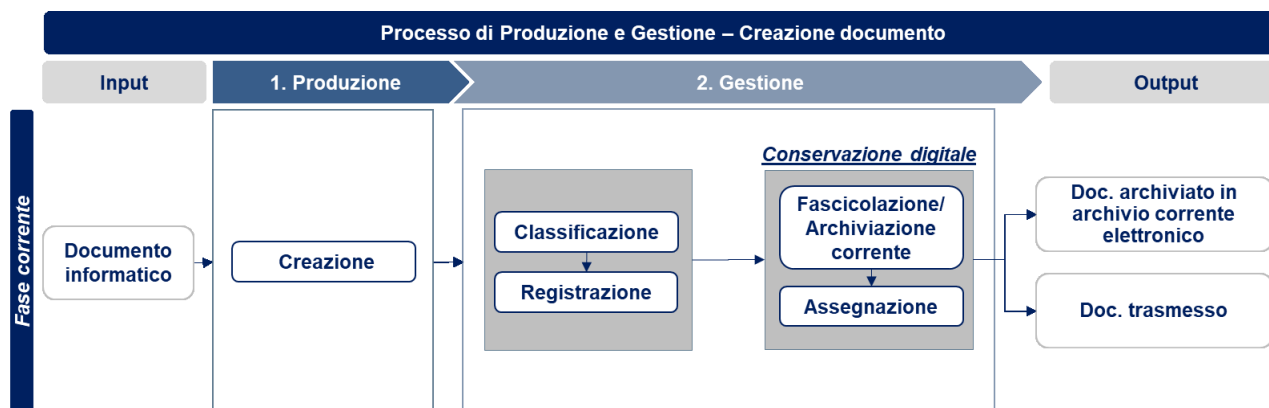 Processo di Produzione e Gestione – Creazione documento
Input
1. Produzione
2. Gestione
Output
Fase corrente
Documento
informatico
Creazione
Classificazione
Registrazione
Conservazione digitale
Fascicolazione/
Archiviazione
corrente
Assegnazione
Doc. archiviato in
archivio corrente
elettronico
Doc. trasmesso